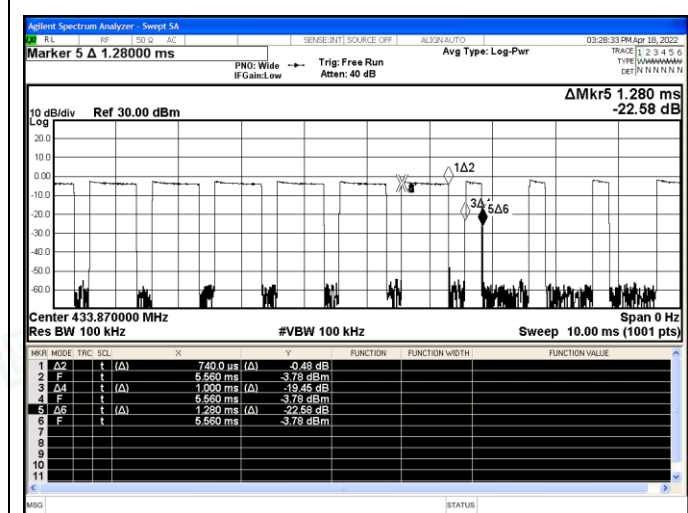 Agilent Spectrum Analyzer - Swept SA
RL RF 50 Ω AC SENSE:INT SOURCE OFF ALIGN AUTO 03:28:33 PM Apr 18, 2022
Marker 5 Δ 1.28000 ms
PNO: Wide
IFGain:Low
Trig: Free Run
Atten: 40 dB
Avg Type: Log-Pwr
TRACE 1 2 3 4 5 6
TYPE WWWWWW
DET N N N N N N
ΔMkr5 1.280 ms
-22.58 dB
10 dB/div Ref 30.00 dBm
Log
20.0
10.0
0.00
-10.0
-20.0
-30.0
-40.0
-50.0
-60.0
1Δ2
5Δ6
Center 433.870000 MHz Span 0 Hz
Res BW 100 kHz #VBW 100 kHz Sweep 10.00 ms (1001 pts)
MKR MODE TRC SCL X Y FUNCTION FUNCTION WIDTH FUNCTION VALUE
1 Δ2 t (Δ) 740.0 µs (Δ) -0.48 dB
2 F t 5.560 ms -3.78 dBm
3 Δ4 t (Δ) 1.000 ms (Δ) -19.45 dB
4 F t 5.560 ms -3.78 dBm
5 Δ6 t (Δ) 1.280 ms (Δ) -22.58 dB
6 F t 5.560 ms -3.78 dBm
7
8
9
10
11
MSG STATUS